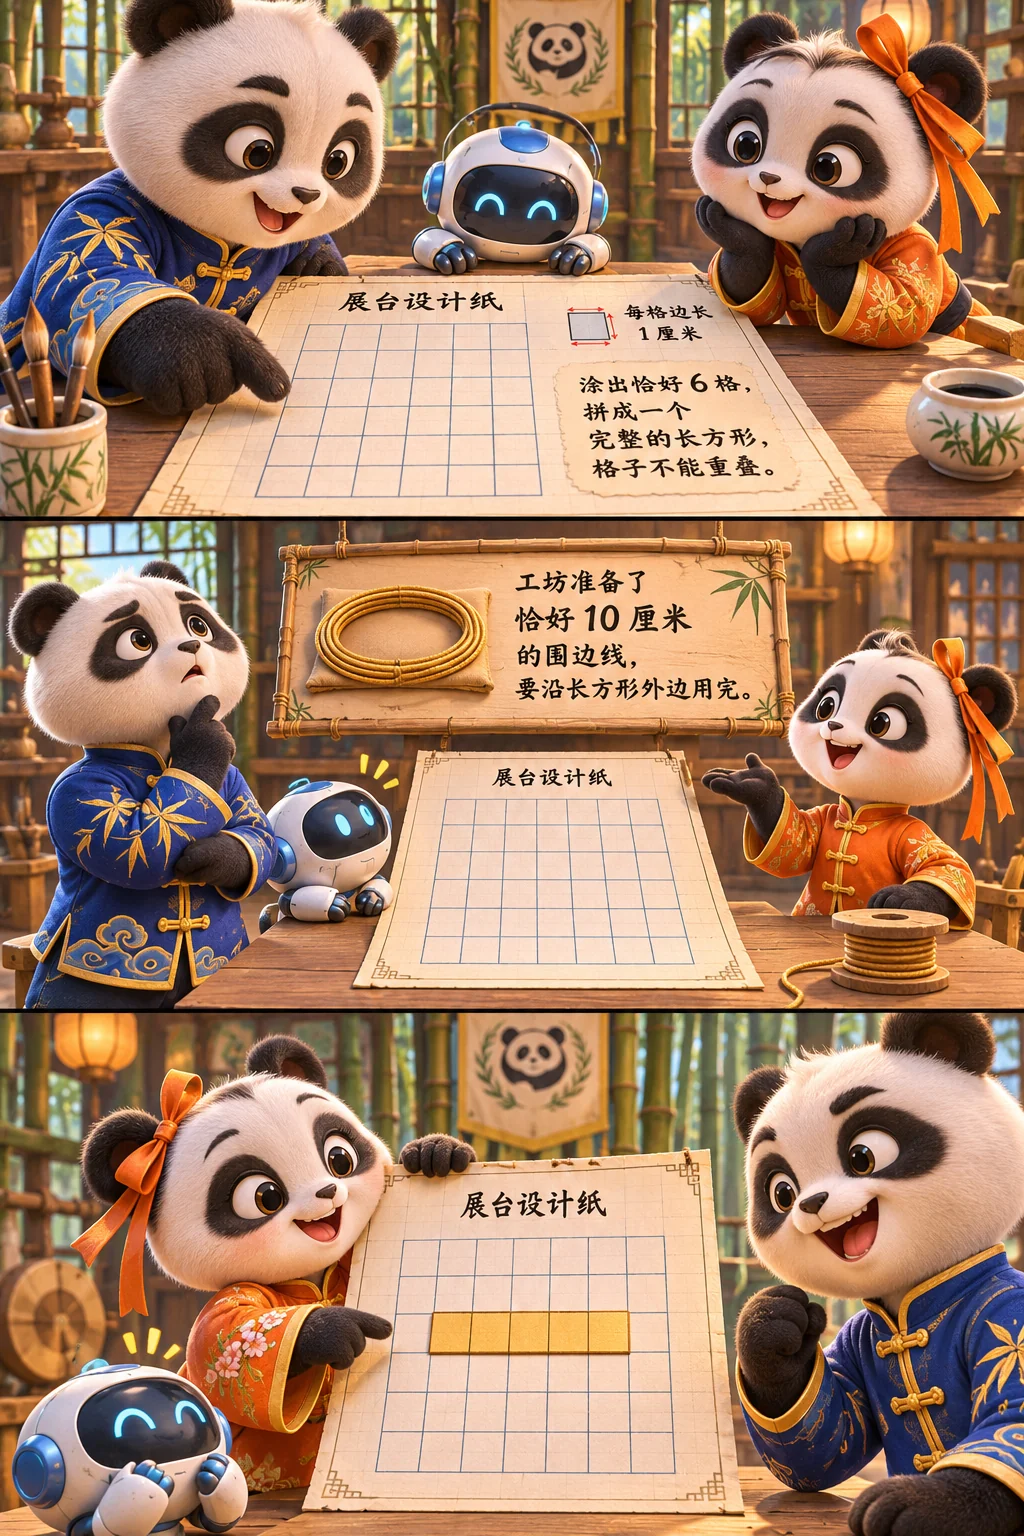 展台设计纸
每格边长
1厘米
涂出恰好6格，
拼成一个
完整的长方形，
格子不能重叠。
工坊准备了
恰好10厘米
的围边线，
要沿长方形外边用完。
展台设计纸
展台设计纸